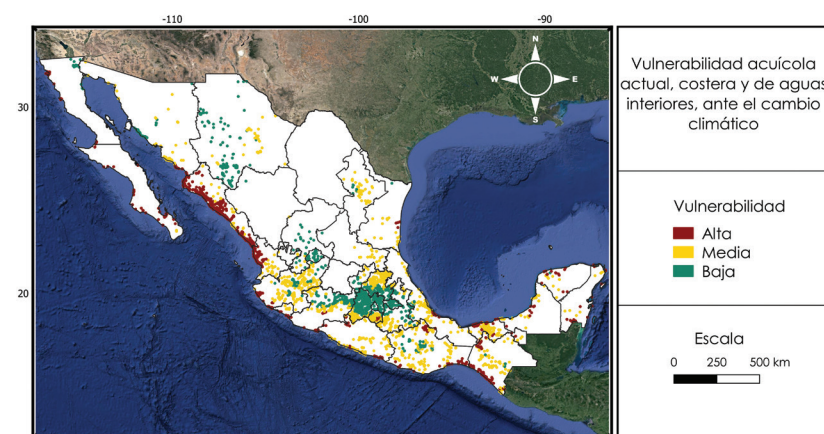 -110
-100
-90
30
20
N
W
E
S
Vulnerabilidad acuícola
actual, costera y de aguas
interiores, ante el cambio
climático
Vulnerabilidad
Alta
Media
Baja
Escala
0 250 500 km